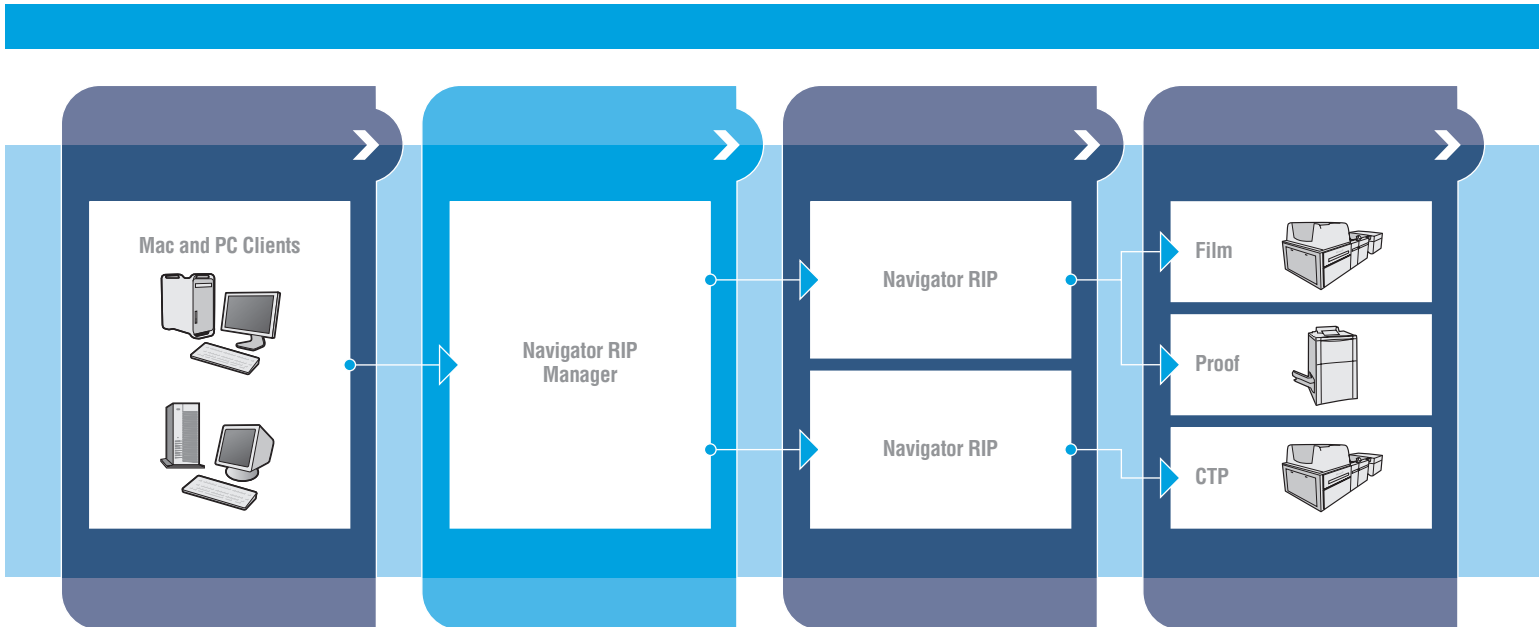 Mac and PC Clients
Navigator RIP
Manager
Navigator RIP
Navigator RIP
Film
Proof
CTP